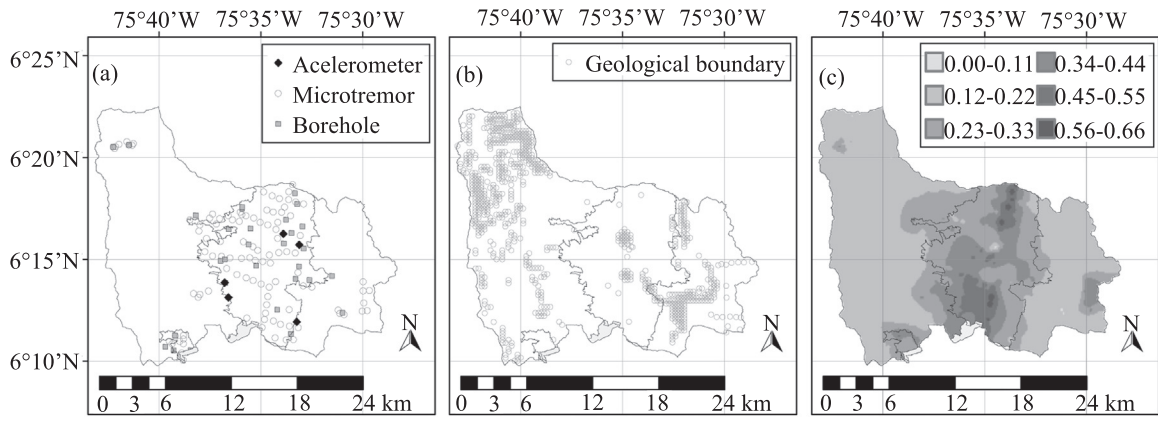 75°40’W 75°35’W 75°30’W 75°40’W 75°35’W 75°30’W 75°40’W 75°35’W 75°30’W
6°25’N
6°20’N
6°15’N
6°10’N
(a)
Acelerometer
Microtremor
Borehole
N
0 3 6 12 18 24 km
(b)
Geological boundary
N
0 3 6 12 18 24 km
(c)
0.00-0.11 0.34-0.44
0.12-0.22 0.45-0.55
0.23-0.33 0.56-0.66
N
0 3 6 12 18 24 km